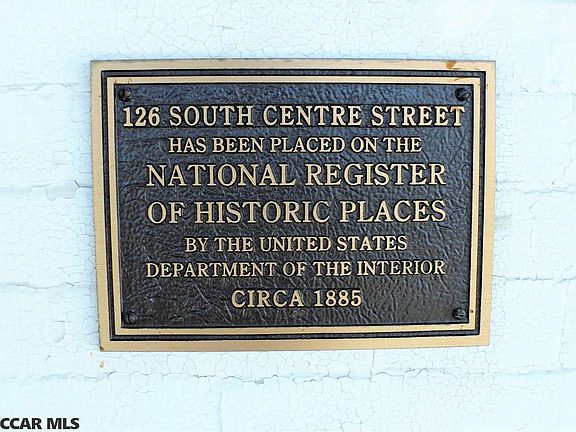 126 SOUTH CENTRE STREET
HAS BEEN PLACED ON THE
NATIONAL REGISTER
OF HISTORIC PLACES
BY THE UNITED STATES
DEPARTMENT OF THE INTERIOR
CIRCA 1885
CCAR MLS